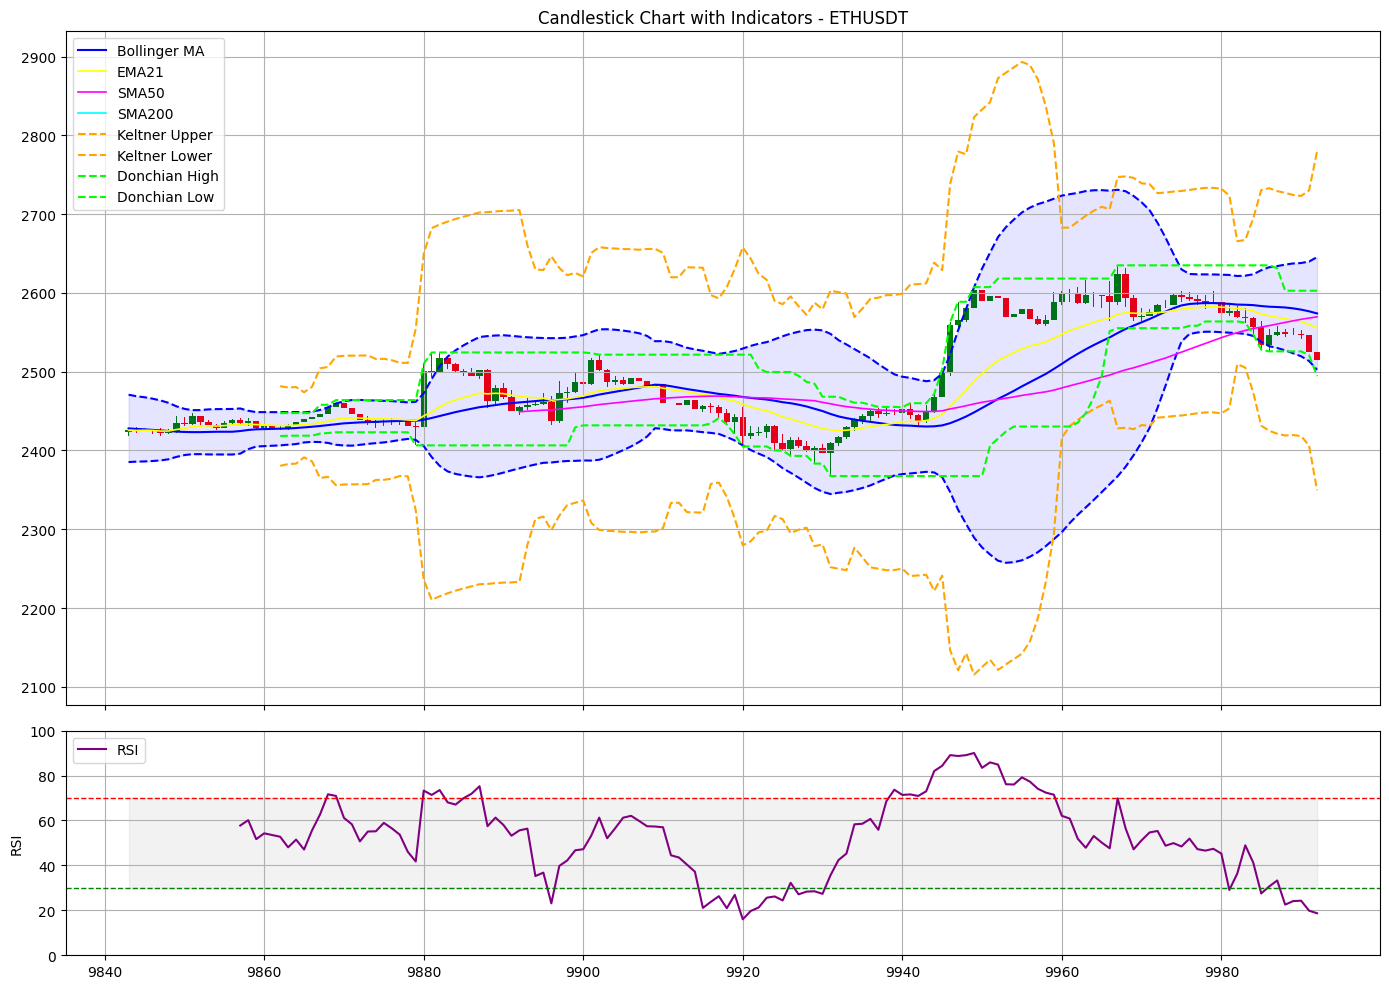 Candlestick Chart with Indicators - ETHUSDT
2900
2800
2700
2600
2500
2400
2300
2200
2100
Bollinger MA
EMA21
SMA50
SMA200
Keltner Upper
Keltner Lower
Donchian High
Donchian Low
100
80
60
40
20
0
RSI
RSI
9840 9860 9880 9900 9920 9940 9960 9980